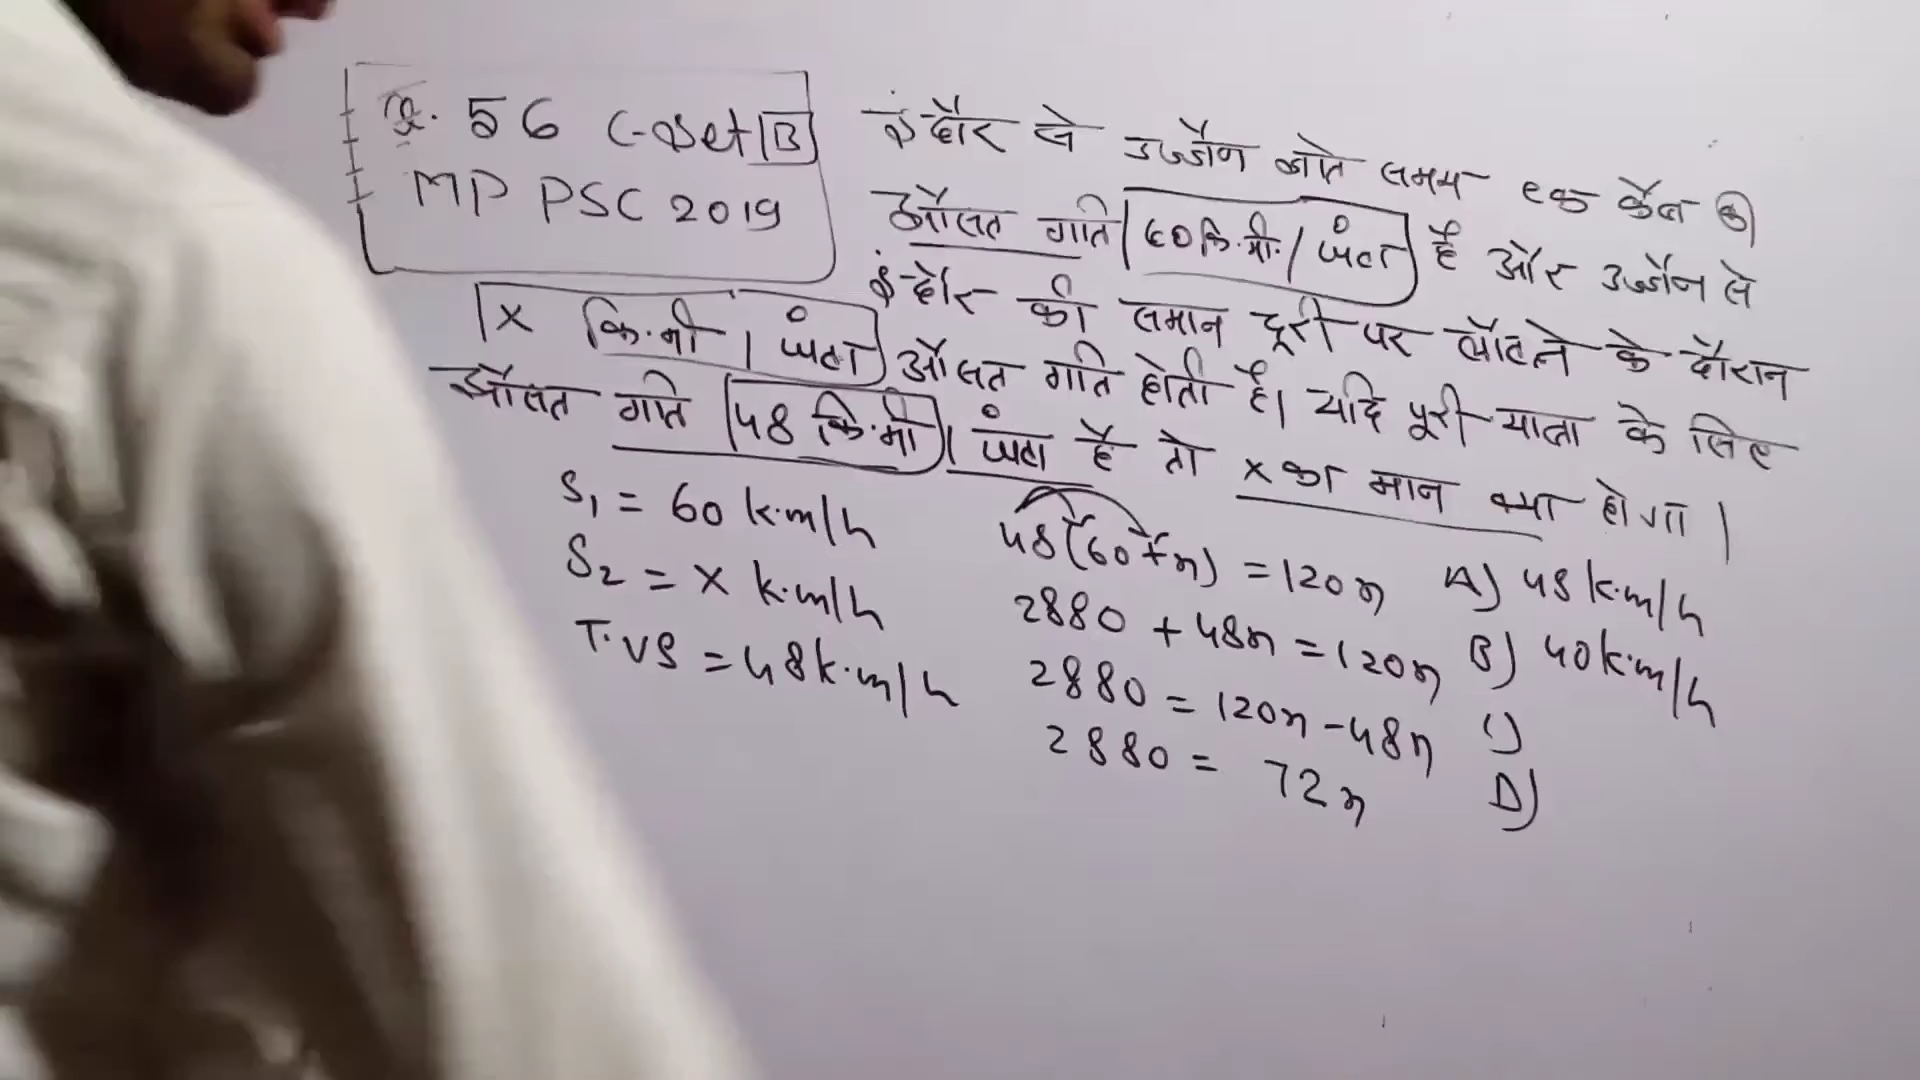 Q. 56 C-Set B
MP PSC 2019
इंदौर से उज्जैन जाते समय एक कैब की
औसत गति 60 कि.मी. / घंटा है और उज्जैन से
इंदौर की समान दूरी पर लौटने के दौरान
x कि.मी / घंटा औसत गति होती है। यदि पूरी यात्रा के लिए
औसत गति 48 कि.मी / घंटा है तो x का मान क्या होगा।
S₁ = 60 k.m/h
S₂ = x k.m/h
T.VS = 48 k.m/h
48(60+x) = 120x
2880 + 48x = 120x
2880 = 120x - 48x
2880 = 72x
A) 48 k.m/h
B) 40 k.m/h
C)
D)